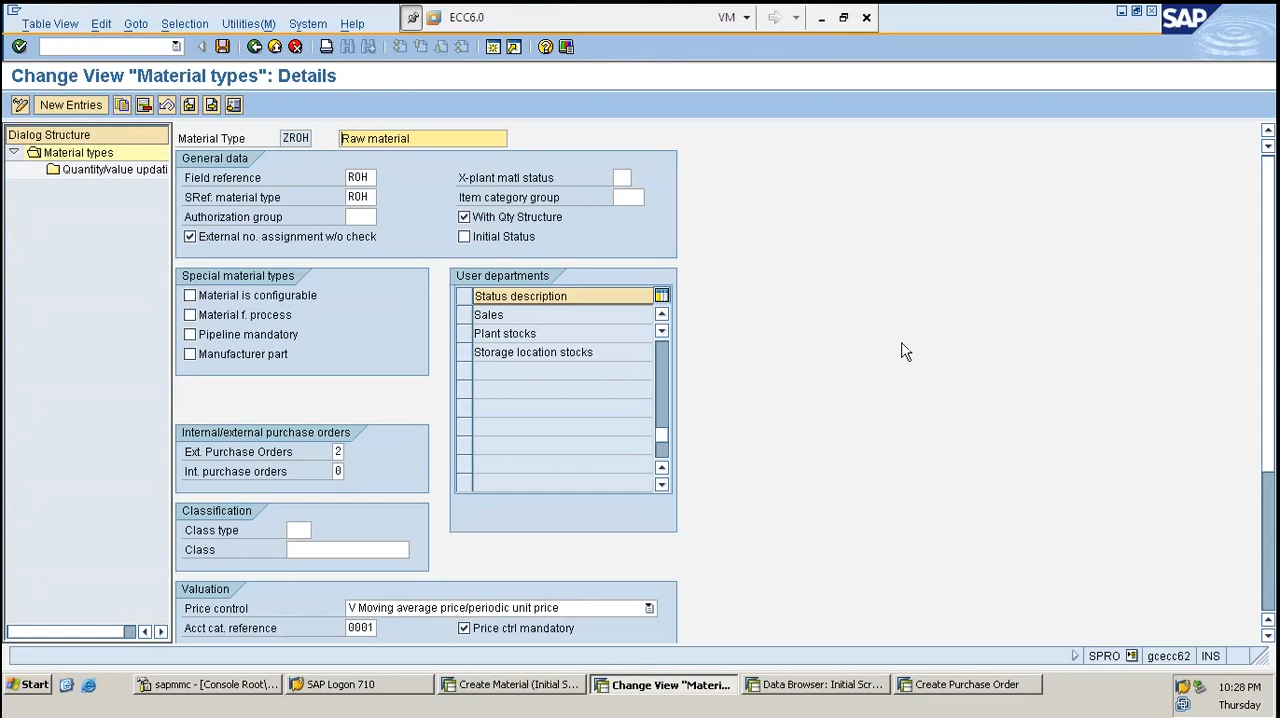 Table View Edit Goto Selection Utilities(M) System Help
ECC6.0
VM
SAP
Change View "Material types": Details
New Entries
Dialog Structure
Material types
Quantity/value updati
Material Type ZROH Raw material
General data
Field reference ROH X-plant matl status
SRef: material type ROH Item category group
Authorization group With Qty Structure
External no. assignment w/o check Initial Status
Special material types
Material is configurable
Material f. process
Pipeline mandatory
Manufacturer part
User departments
Status description
Sales
Plant stocks
Storage location stocks
Internal/external purchase orders
Ext. Purchase Orders 2
Int. purchase orders 0
Classification
Class type
Class
Valuation
Price control V Moving average price/periodic unit price
Acct cat. reference 0001 Price ctrl mandatory
SPRO gcecc62 INS
Start sapmmc - [Console Root\... SAP Logon 710 Create Material (Initial S... Change View "Materi... Data Browser: Initial Scr... Create Purchase Order 10:28 PM
Thursday